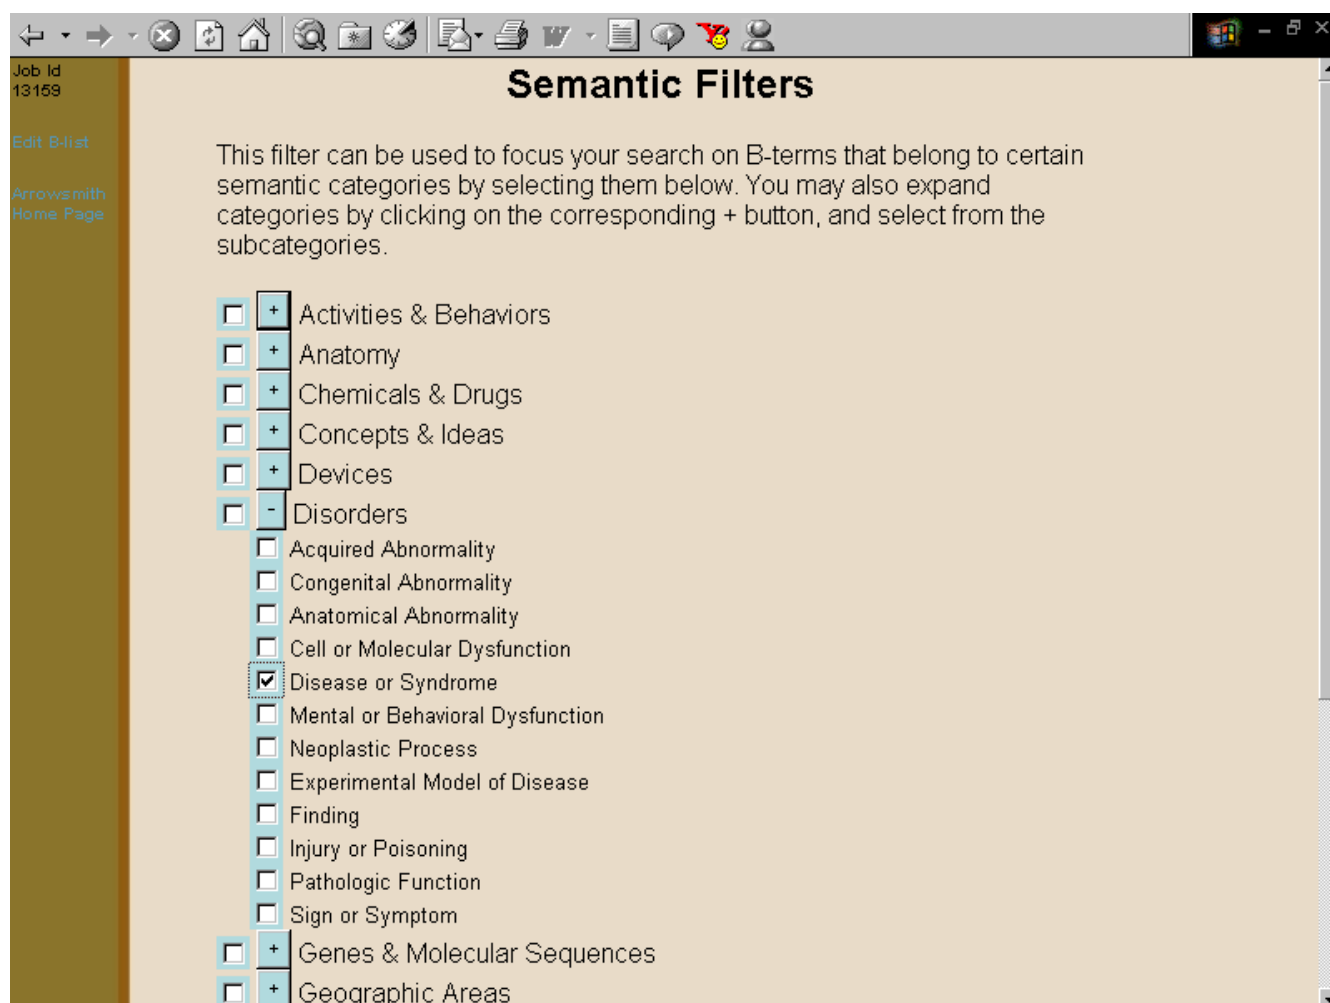 Job Id
13159
Edit B-list
Arrowsmith
Home Page
Semantic Filters
This filter can be used to focus your search on B-terms that belong to certain
semantic categories by selecting them below. You may also expand
categories by clicking on the corresponding + button, and select from the
subcategories.
+ Activities & Behaviors
+ Anatomy
+ Chemicals & Drugs
+ Concepts & Ideas
+ Devices
- Disorders
Acquired Abnormality
Congenital Abnormality
Anatomical Abnormality
Cell or Molecular Dysfunction
Disease or Syndrome
Mental or Behavioral Dysfunction
Neoplastic Process
Experimental Model of Disease
Finding
Injury or Poisoning
Pathologic Function
Sign or Symptom
+ Genes & Molecular Sequences
+ Geographic Areas